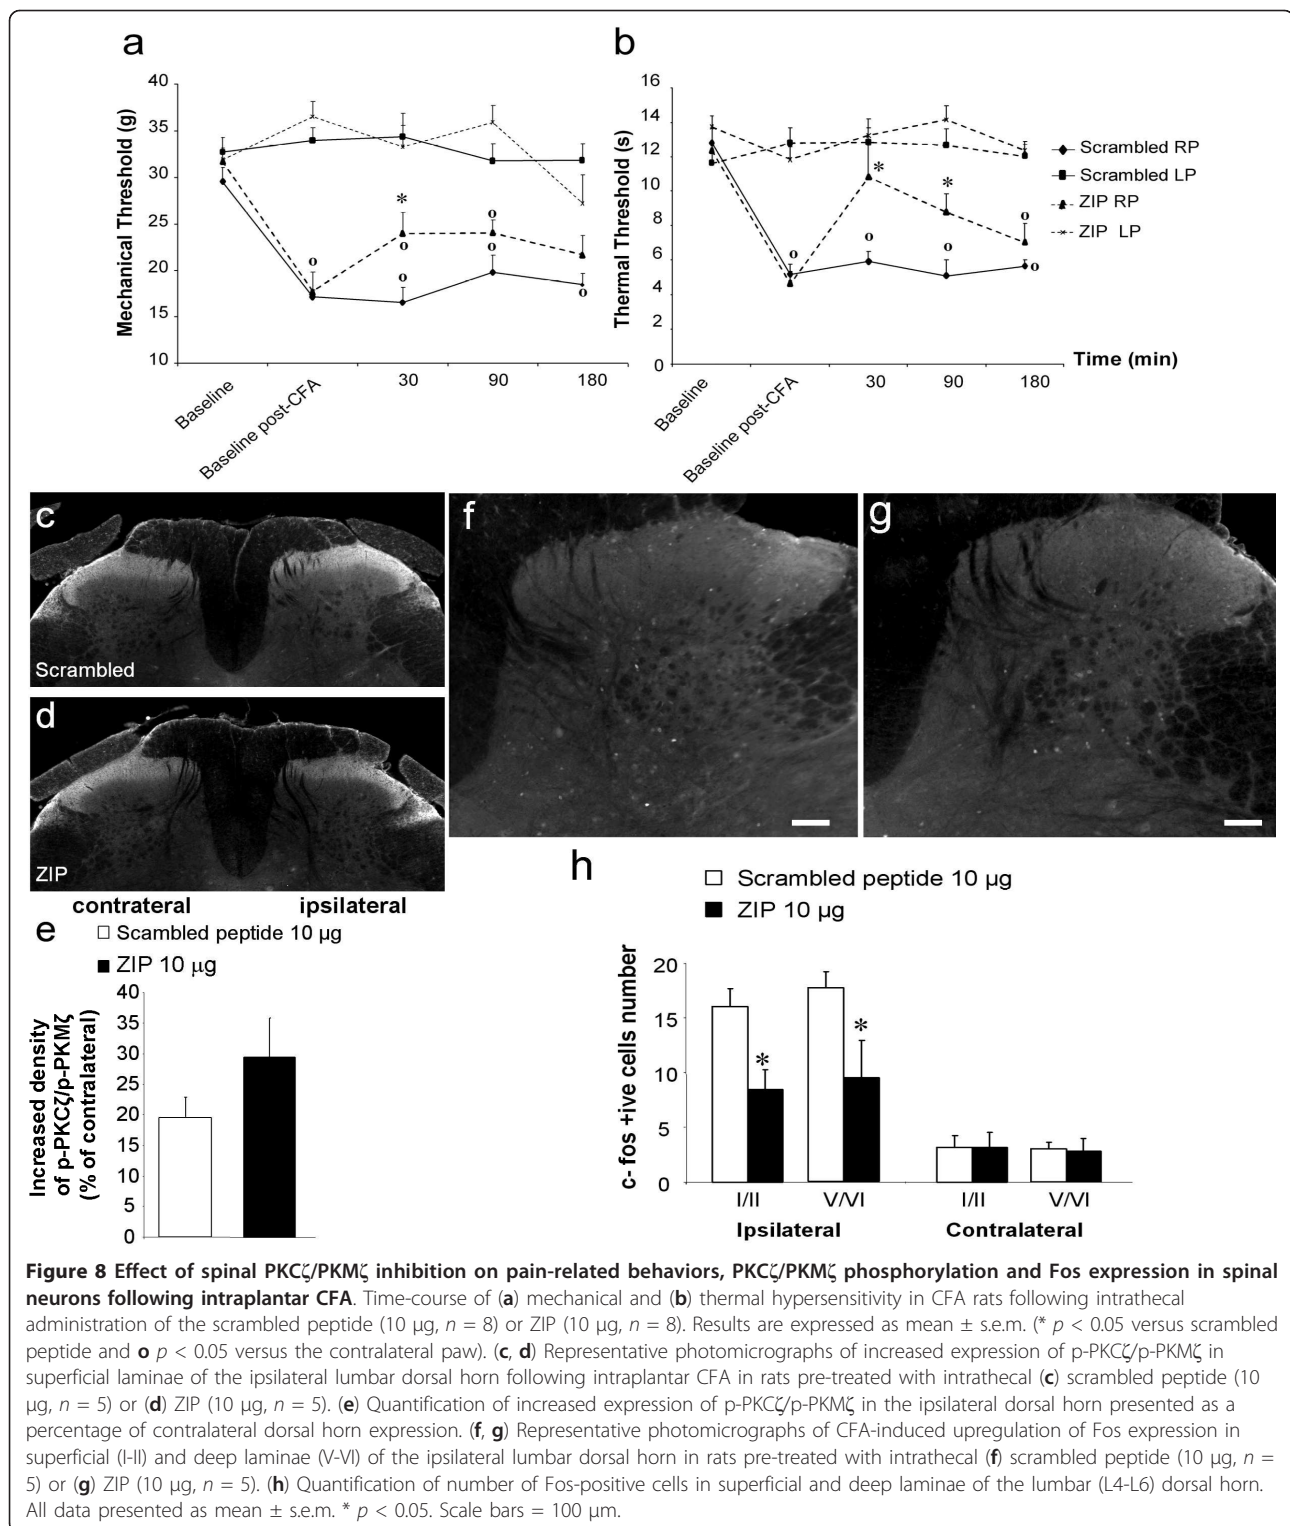 a
b
40
35
30
25
20
15
10
Mechanical Threshold (g)
*
o
o
o
o
o
o
o
Baseline
Baseline post-CFA
30
90
180
16
14
12
10
8
6
4
2
0
Thermal Threshold (s)
*
*
o
o
o
o
o
Baseline
Baseline post-CFA
30
90
180
Time (min)
Scrambled RP
Scrambled LP
ZIP RP
ZIP LP
c
Scrambled
d
ZIP
contrateral
ipsilateral
f
g
e
Scambled peptide 10 µg
ZIP 10 µg
40
35
30
25
20
15
10
5
0
Increased density
of p-PKCζ/p-PKMζ
(% of contralateral)
h
Scrambled peptide 10 µg
ZIP 10 µg
20
15
10
5
0
c- fos +ive cells number
*
*
I/II
V/VI
I/II
V/VI
Ipsilateral
Contralateral
Figure 8 Effect of spinal PKCζ/PKMζ inhibition on pain-related behaviors, PKCζ/PKMζ phosphorylation and Fos expression in spinal
neurons following intraplantar CFA. Time-course of (a) mechanical and (b) thermal hypersensitivity in CFA rats following intrathecal
administration of the scrambled peptide (10 µg, n = 8) or ZIP (10 µg, n = 8). Results are expressed as mean ± s.e.m. (* p < 0.05 versus scrambled
peptide and o p < 0.05 versus the contralateral paw). (c, d) Representative photomicrographs of increased expression of p-PKCζ/p-PKMζ in
superficial laminae of the ipsilateral lumbar dorsal horn following intraplantar CFA in rats pre-treated with intrathecal (c) scrambled peptide (10
µg, n = 5) or (d) ZIP (10 µg, n = 5). (e) Quantification of increased expression of p-PKCζ/p-PKMζ in the ipsilateral dorsal horn presented as a
percentage of contralateral dorsal horn expression. (f, g) Representative photomicrographs of CFA-induced upregulation of Fos expression in
superficial (I-II) and deep laminae (V-VI) of the ipsilateral lumbar dorsal horn in rats pre-treated with intrathecal (f) scrambled peptide (10 µg, n =
5) or (g) ZIP (10 µg, n = 5). (h) Quantification of number of Fos-positive cells in superficial and deep laminae of the lumbar (L4-L6) dorsal horn.
All data presented as mean ± s.e.m. * p < 0.05. Scale bars = 100 µm.